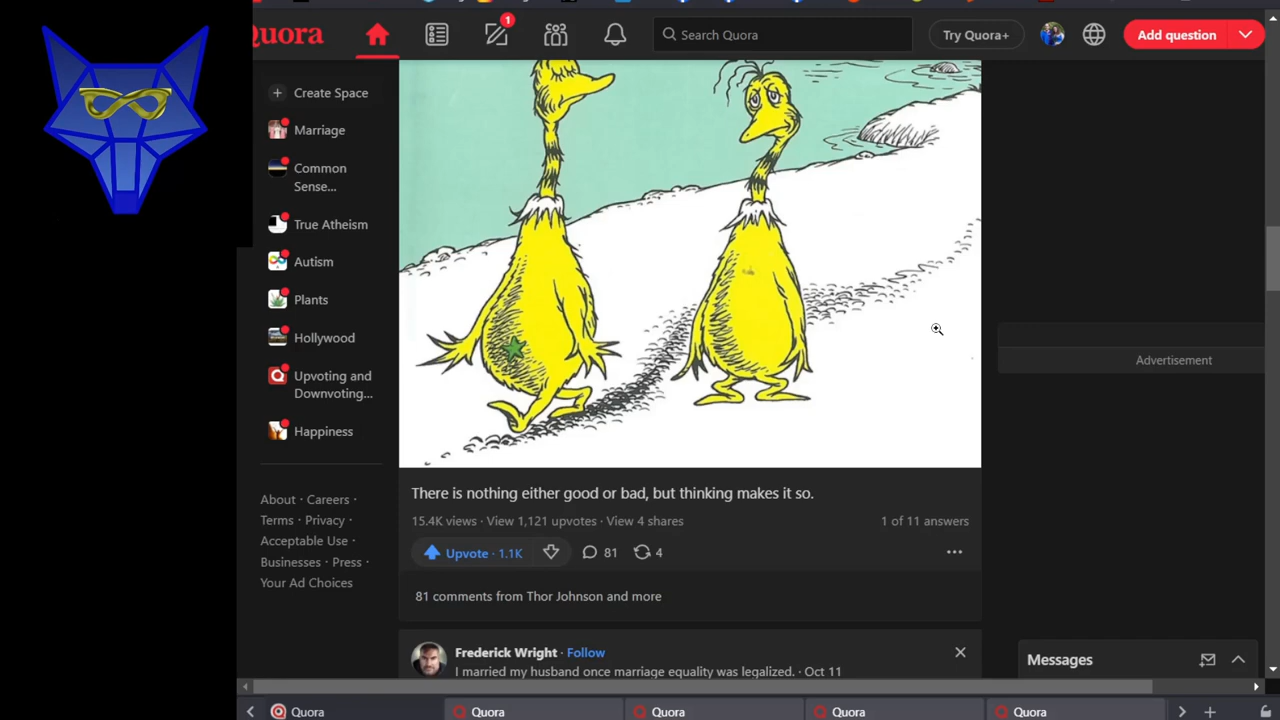 Quora
1
Search Quora
Try Quora+
Add question
Create Space
Marriage
Common
Sense...
True Atheism
Autism
Plants
Hollywood
Upvoting and
Downvoting...
Happiness
About · Careers ·
Terms · Privacy ·
Acceptable Use ·
Businesses · Press ·
Your Ad Choices
There is nothing either good or bad, but thinking makes it so.
15.4K views · View 1,121 upvotes · View 4 shares
1 of 11 answers
Upvote · 1.1K
81
4
81 comments from Thor Johnson and more
Frederick Wright · Follow
I married my husband once marriage equality was legalized. · Oct 11
Advertisement
Messages
Quora
Quora
Quora
Quora
Quora